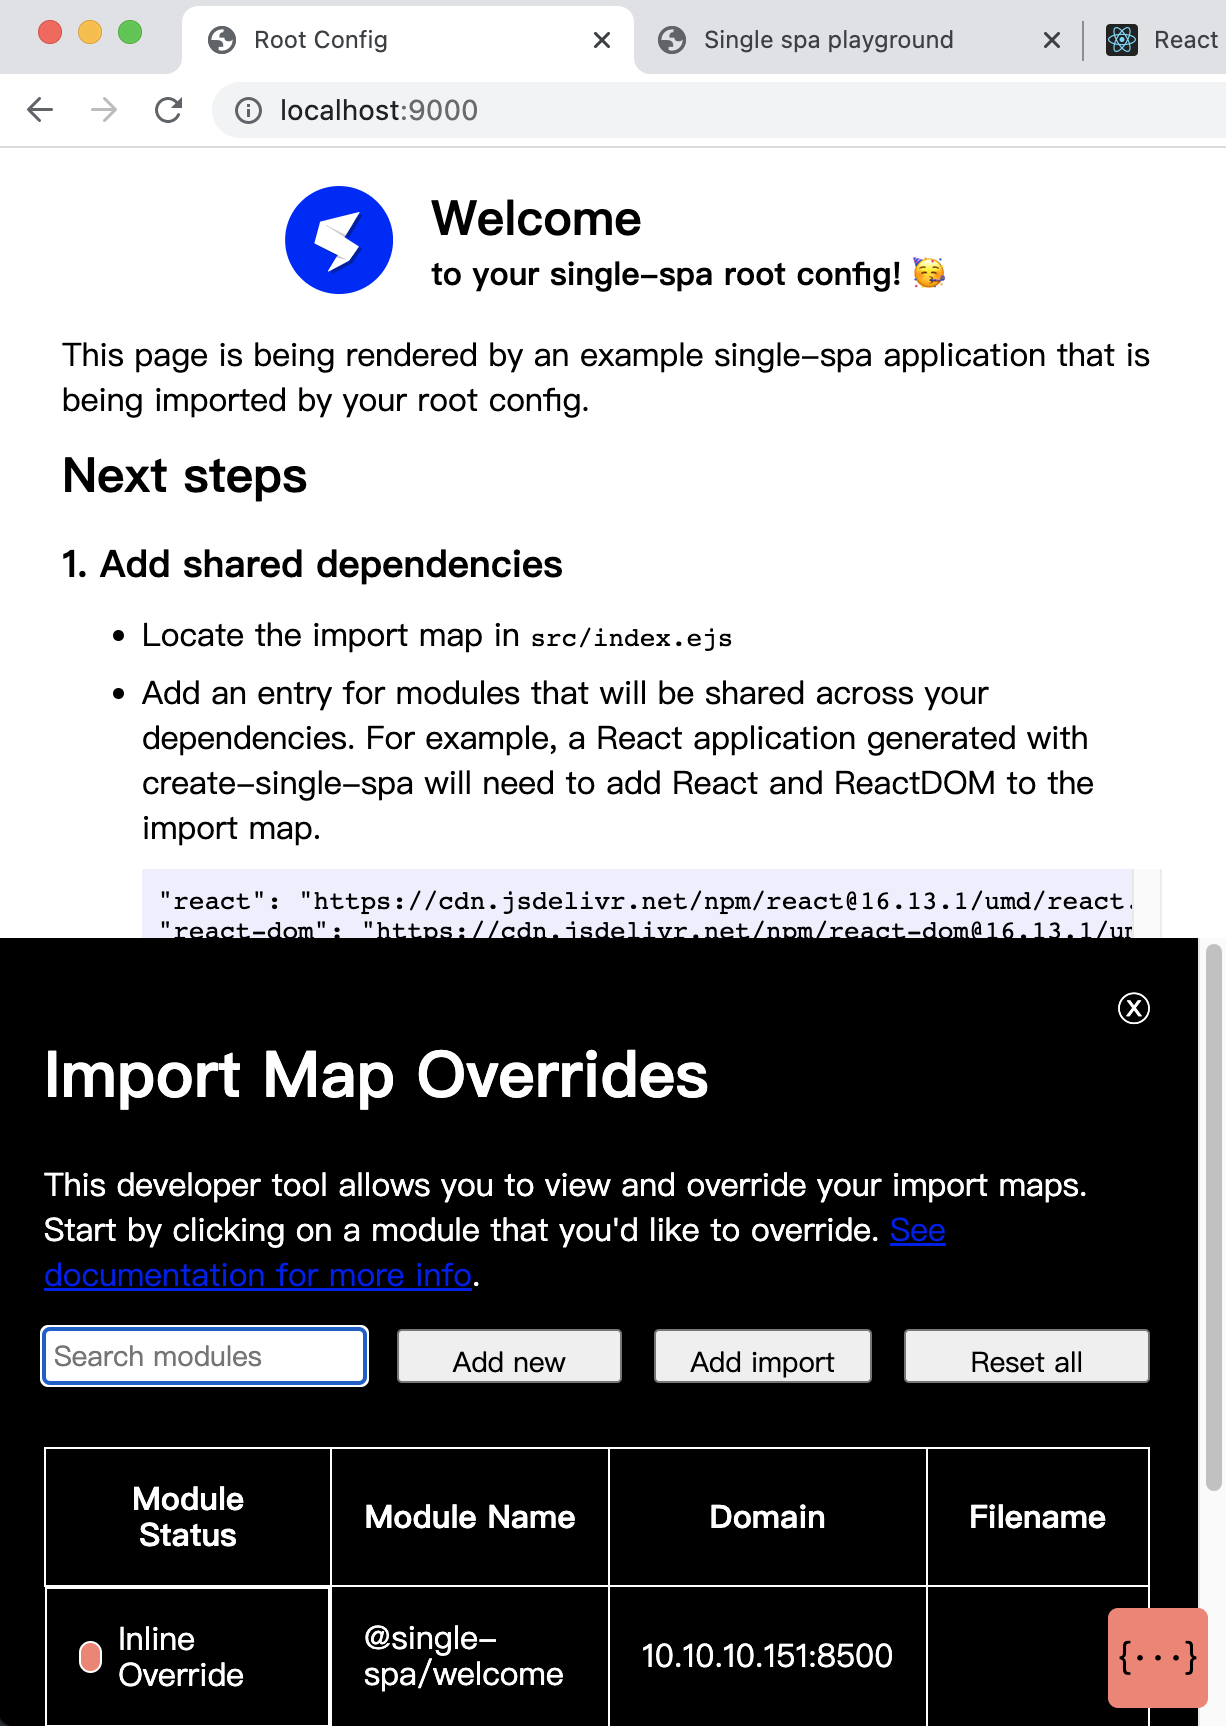 Root Config
Single spa playground
React
localhost:9000
Welcome
to your single-spa root config! 🥳
This page is being rendered by an example single-spa application that is
being imported by your root config.
Next steps
1. Add shared dependencies
• Locate the import map in src/index.ejs
• Add an entry for modules that will be shared across your
dependencies. For example, a React application generated with
create-single-spa will need to add React and ReactDOM to the
import map.
"react": "https://cdn.jsdelivr.net/npm/react@16.13.1/umd/react.
"react-dom": "https://cdn.jsdelivr.net/npm/react-dom@16.13.1/um
Import Map Overrides
This developer tool allows you to view and override your import maps.
Start by clicking on a module that you'd like to override. See
documentation for more info.
Search modules
Add new
Add import
Reset all
Module
Status
Module Name
Domain
Filename
Inline
Override
@single-
spa/welcome
10.10.10.151:8500
{···}